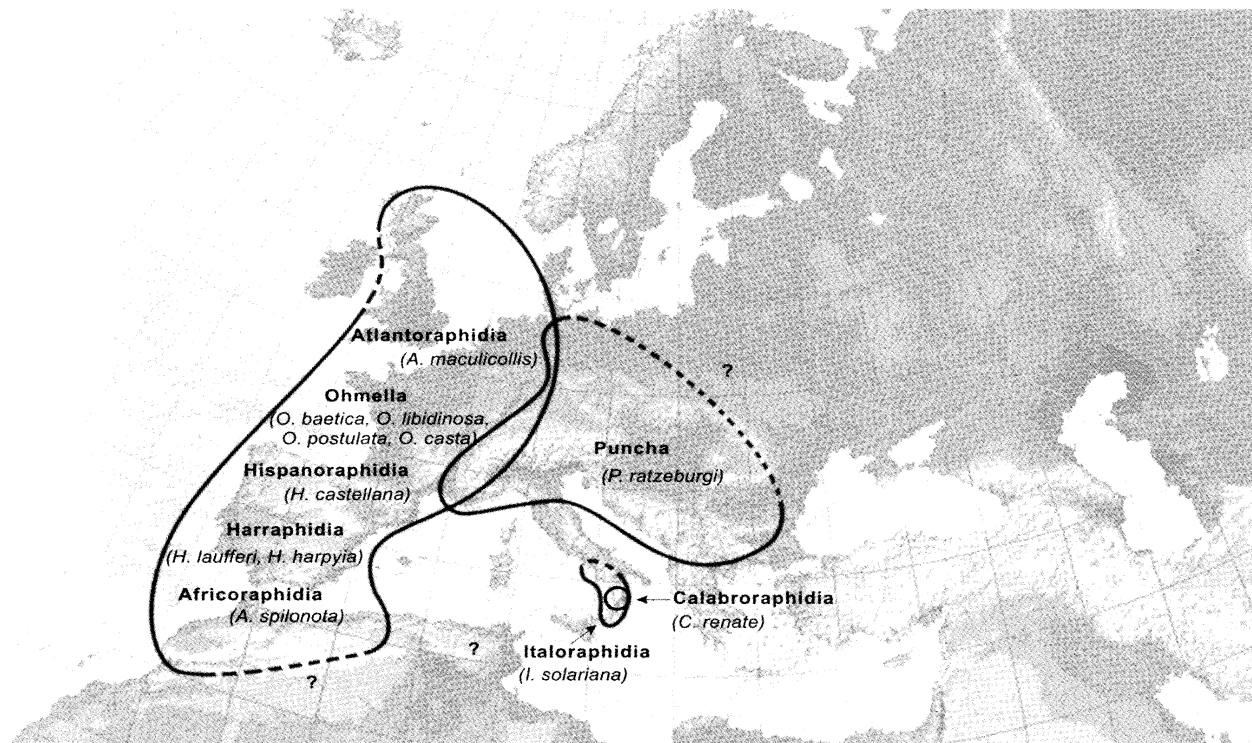 Atlantoraphidia
(A. maculicollis)
?
Ohmella
(O. baetica, O. libidinosa,
O. postulata, O. casta)
Puncha
(P. ratzeburgi)
Hispanoraphidia
(H. castellana)
Harraphidia
(H. laufferi, H. harpyia)
Africoraphidia
(A. spilonota)
Calabroraphidia
(C. renate)
?
Italoraphidia
(I. solariana)
?